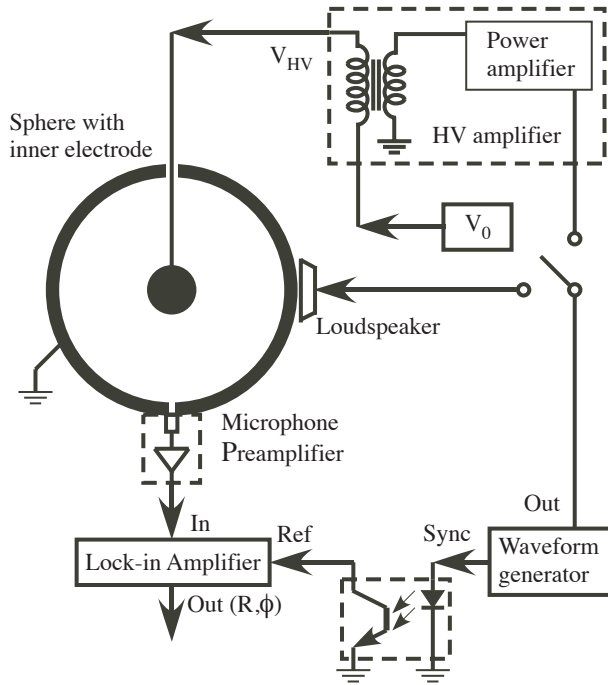 Power
amplifier
V_HV
HV amplifier
Sphere with
inner electrode
V_0
Loudspeaker
Microphone
Preamplifier
Out
In
Ref
Sync
Lock-in Amplifier
Waveform
generator
Out (R,ϕ)